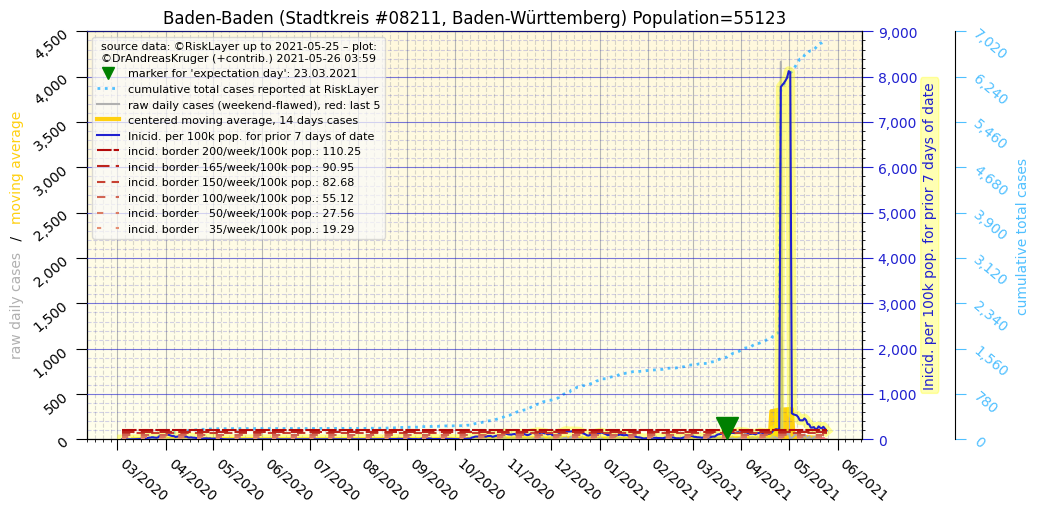 Baden-Baden (Stadtkreis #08211, Baden-Württemberg) Population=55123
source data: ©RiskLayer up to 2021-05-25 – plot:
©DrAndreasKruger (+contrib.) 2021-05-26 03:59
marker for 'expectation day': 23.03.2021
cumulative total cases reported at RiskLayer
raw daily cases (weekend-flawed), red: last 5
centered moving average, 14 days cases
Inicid. per 100k pop. for prior 7 days of date
incid. border 200/week/100k pop.: 110.25
incid. border 165/week/100k pop.: 90.95
incid. border 150/week/100k pop.: 82.68
incid. border 100/week/100k pop.: 55.12
incid. border 50/week/100k pop.: 27.56
incid. border 35/week/100k pop.: 19.29
raw daily cases / moving average
4,500
4,000
3,500
3,000
2,500
2,000
1,500
1,000
500
0
9,000
8,000
7,000
6,000
5,000
4,000
3,000
2,000
1,000
0
Inicid. per 100k pop. for prior 7 days of date
7,020
6,240
5,460
4,680
3,900
3,120
2,340
1,560
780
0
cumulative total cases
03/2020
04/2020
05/2020
06/2020
07/2020
08/2020
09/2020
10/2020
11/2020
12/2020
01/2021
02/2021
03/2021
04/2021
05/2021
06/2021